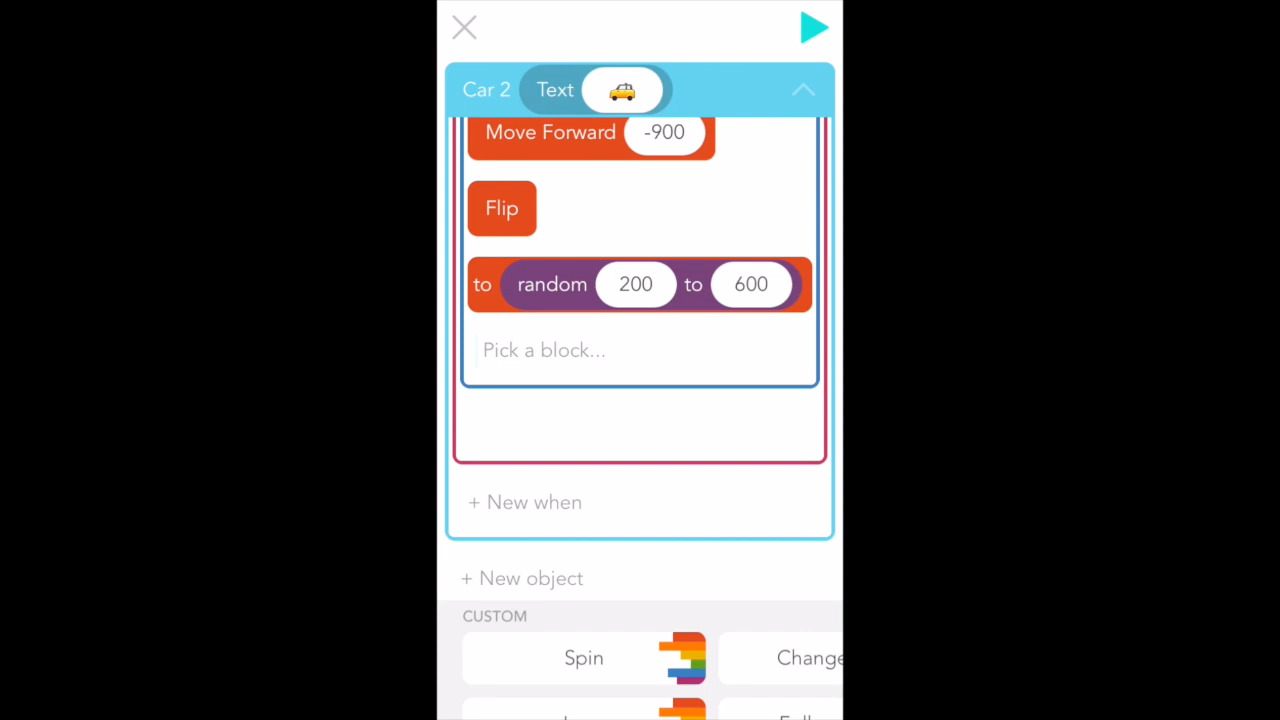 Car 2 Text
Move Forward -900
Flip
to random 200 to 600
Pick a block...
+ New when
+ New object
CUSTOM
Spin Change